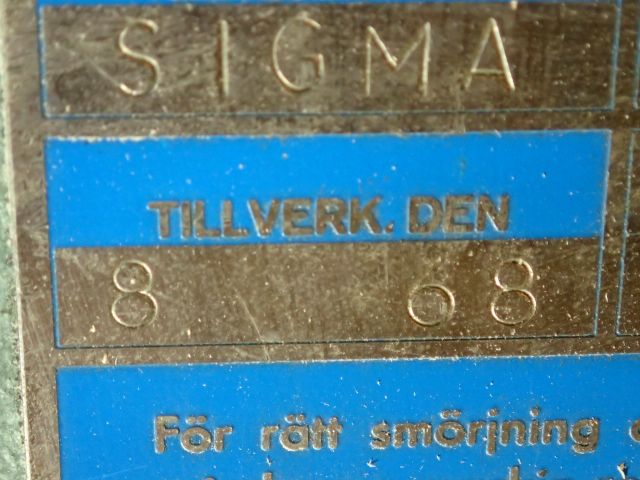 SIGMA
TILLVERK. DEN
8 68
För rätt smörjning